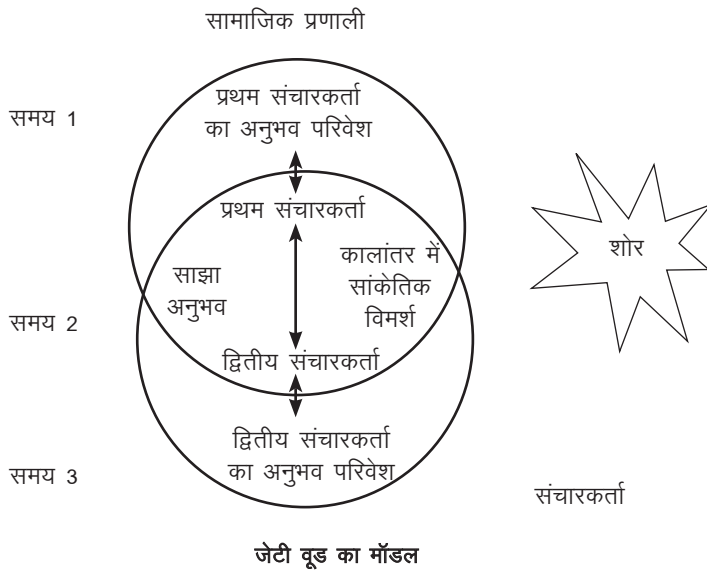 सामाजिक प्रणाली
समय 1
प्रथम संचारकर्ता
का अनुभव परिवेश
प्रथम संचारकर्ता
साझा
अनुभव
कालांतर में
सांकेतिक
विमर्श
शोर
समय 2
द्वितीय संचारकर्ता
द्वितीय संचारकर्ता
का अनुभव परिवेश
समय 3
संचारकर्ता
जेटी वूड का मॉडल